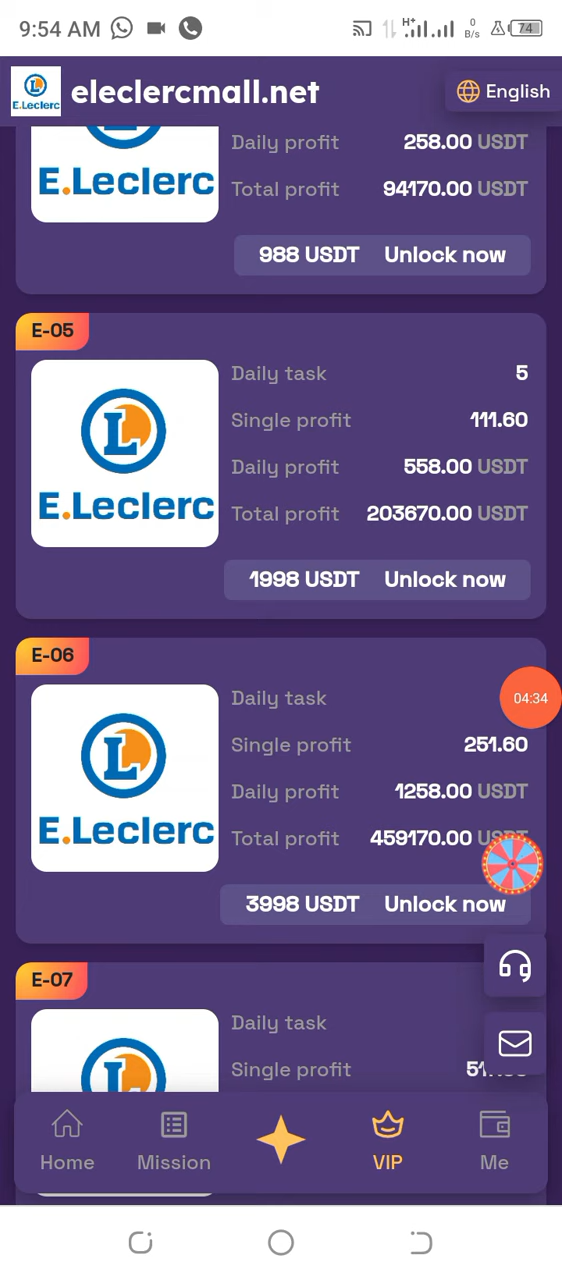 9:54 AM
H+
0
B/s
74
E.Leclerc
eleclercmall.net
English
Daily profit 258.00 USDT
E.Leclerc
Total profit 94170.00 USDT
988 USDT Unlock now
E-05
Daily task 5
L
Single profit 111.60
Daily profit 558.00 USDT
E.Leclerc
Total profit 203670.00 USDT
1998 USDT Unlock now
E-06
Daily task
04:34
L
Single profit 251.60
Daily profit 1258.00 USDT
E.Leclerc
Total profit 459170.00 USDT
3998 USDT Unlock now
E-07
Daily task
Single profit
Home
Mission
VIP
Me